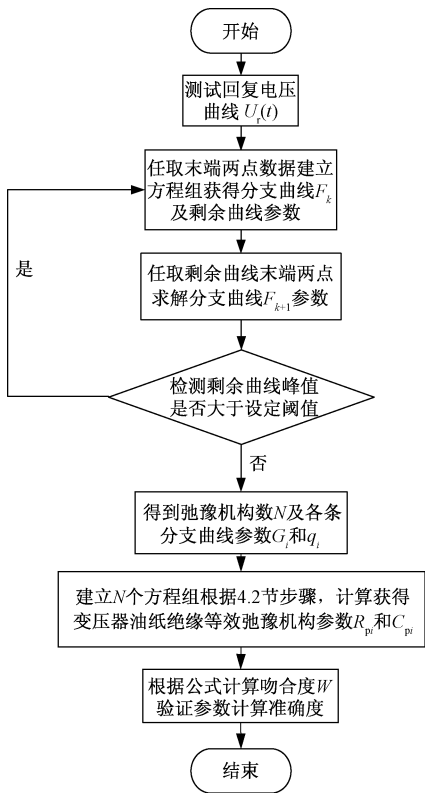 开始
测试回复电压
曲线 Ur(t)
任取末端两点数据建立
方程组获得分支曲线Fk
及剩余曲线参数
是
任取剩余曲线末端两点
求解分支曲线Fk+1参数
检测剩余曲线峰值
是否大于设定阈值
否
得到弛豫机构数N及各条
分支曲线参数Gi和qi
建立N个方程组根据4.2节步骤，计算获得
变压器油纸绝缘等效弛豫机构参数Rpi和Cpi
根据公式计算吻合度W
验证参数计算准确度
结束